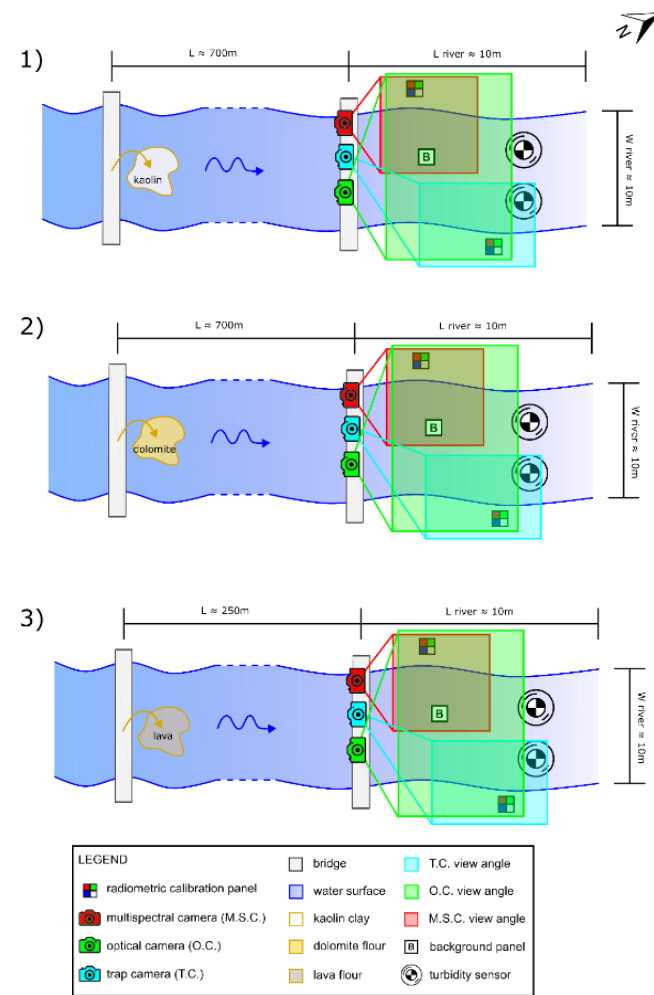 N
1)
L ≈ 700m
L river ≈ 10m
kaolin
B
W river ≈ 10m
2)
L ≈ 700m
L river ≈ 10m
dolomite
B
W river ≈ 10m
3)
L ≈ 250m
L river ≈ 10m
lava
B
W river ≈ 10m
LEGEND
radiometric calibration panel
multispectral camera (M.S.C.)
optical camera (O.C.)
trap camera (T.C.)
bridge
water surface
kaolin clay
dolomite flour
lava flour
T.C. view angle
O.C. view angle
M.S.C. view angle
B background panel
turbidity sensor